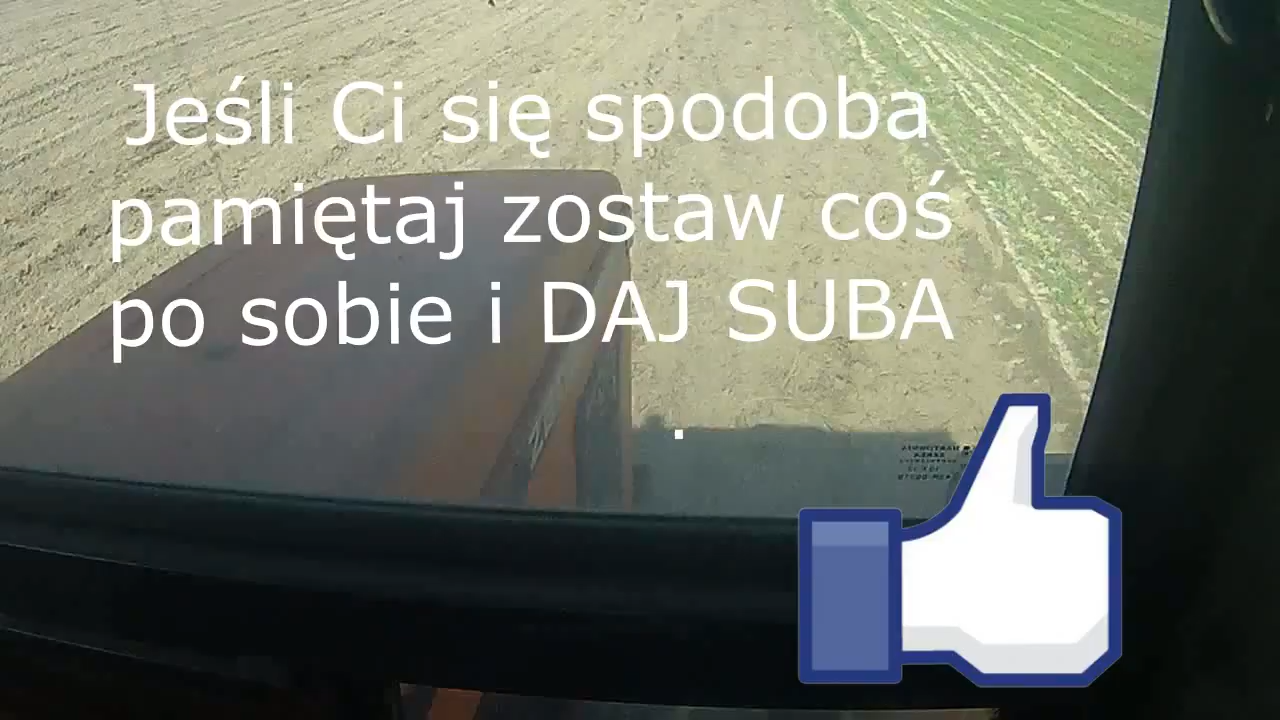 Jeśli Ci się spodoba
pamiętaj zostaw coś
po sobie i DAJ SUBA
.